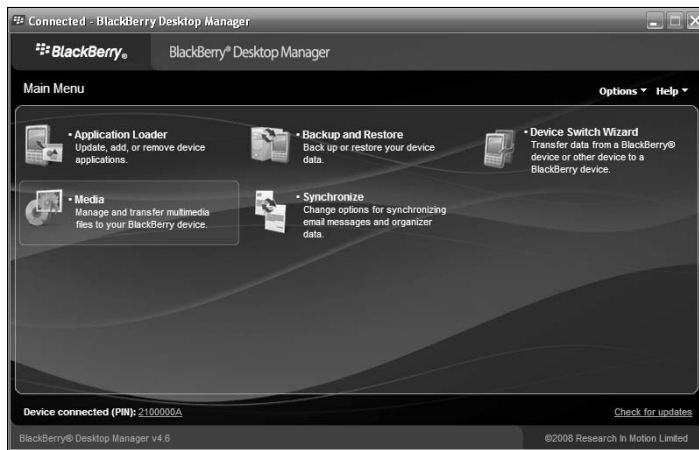 Connected - BlackBerry Desktop Manager
BlackBerry® BlackBerry® Desktop Manager
Main Menu Options Help
• Application Loader
Update, add, or remove device
applications.
• Backup and Restore
Back up or restore your device
data.
• Device Switch Wizard
Transfer data from a BlackBerry®
device or other device to a
BlackBerry device.
• Media
Manage and transfer multimedia
files to your BlackBerry device.
• Synchronize
Change options for synchronizing
email messages and organizer
data.
Device connected (PIN): 2100000A Check for updates
BlackBerry® Desktop Manager v4.6 ©2008 Research In Motion Limited